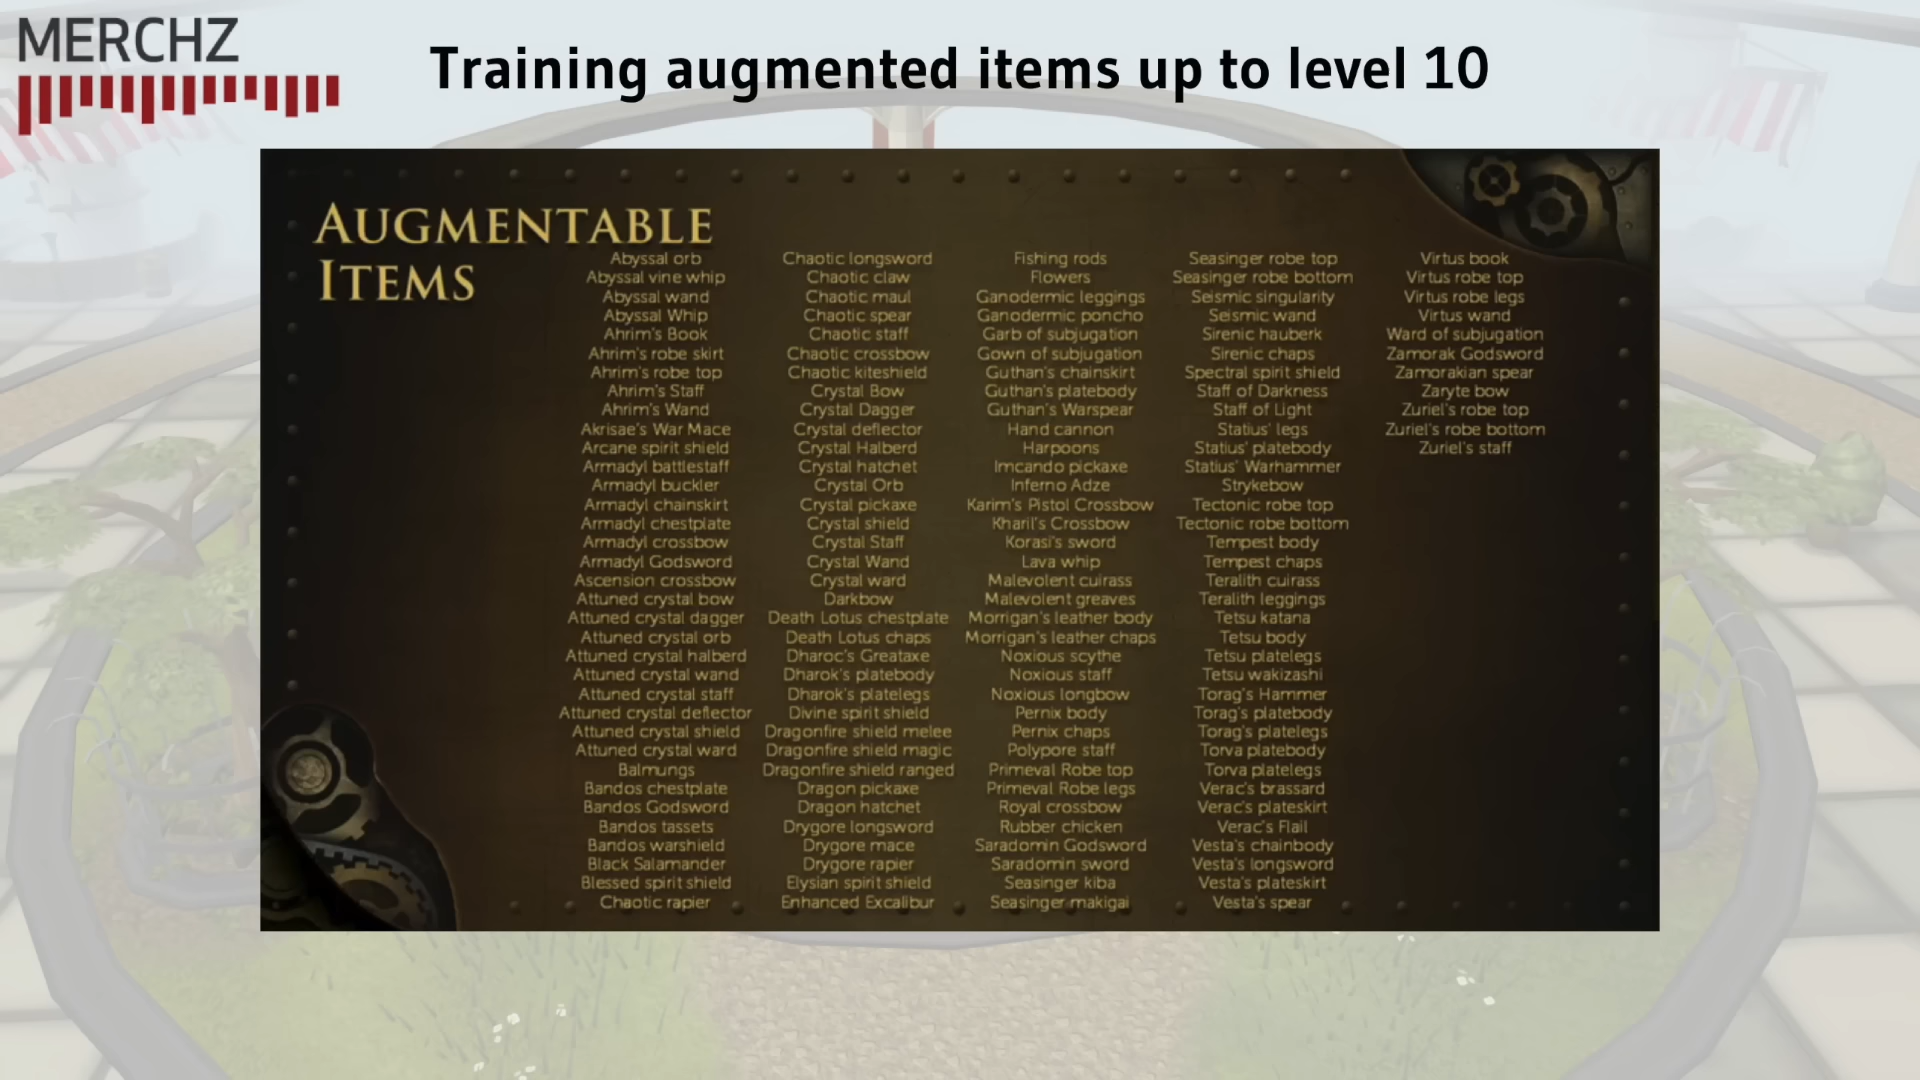 MERCHZ
Training augmented items up to level 10
AUGMENTABLE
ITEMS
Abyssal orb
Abyssal vine whip
Abyssal wand
Abyssal Whip
Ahrim's Book
Ahrim's robe skirt
Ahrim's robe top
Ahrim's Staff
Ahrim's Wand
Akrisae's War Mace
Arcane spirit shield
Armadyl battlestaff
Armadyl buckler
Armadyl chainskirt
Armadyl chestplate
Armadyl crossbow
Armadyl Godsword
Ascension crossbow
Attuned crystal bow
Attuned crystal dagger
Attuned crystal orb
Attuned crystal halberd
Attuned crystal wand
Attuned crystal staff
Attuned crystal deflector
Attuned crystal shield
Attuned crystal ward
Balmungs
Bandos chestplate
Bandos Godsword
Bandos tassets
Bandos warshield
Black Salamander
Blessed spirit shield
Chaotic rapier
Chaotic longsword
Chaotic claw
Chaotic maul
Chaotic spear
Chaotic staff
Chaotic crossbow
Chaotic kiteshield
Crystal Bow
Crystal Dagger
Crystal deflector
Crystal Halberd
Crystal hatchet
Crystal Orb
Crystal pickaxe
Crystal shield
Crystal Staff
Crystal Wand
Crystal ward
Darkbow
Death Lotus chestplate
Death Lotus chaps
Dharoc's Greataxe
Dharok's platebody
Dharok's platelegs
Divine spirit shield
Dragonfire shield melee
Dragonfire shield magic
Dragonfire shield ranged
Dragon pickaxe
Dragon hatchet
Drygore longsword
Drygore mace
Drygore rapier
Elysian spirit shield
Enhanced Excalibur
Fishing rods
Flowers
Ganodermic leggings
Ganodermic poncho
Garb of subjugation
Gown of subjugation
Guthan's chainskirt
Guthan's platebody
Guthan's Warspear
Hand cannon
Harpoons
Imcando pickaxe
Inferno Adze
Karim's Pistol Crossbow
Kharil's Crossbow
Korasi's sword
Lava whip
Malevolent cuirass
Malevolent greaves
Morrigan's leather body
Morrigan's leather chaps
Noxious scythe
Noxious staff
Noxious longbow
Pernix body
Pernix chaps
Polypore staff
Primeval Robe top
Primeval Robe legs
Royal crossbow
Rubber chicken
Saradomin Godsword
Saradomin sword
Seasinger kiba
Seasinger makigai
Seasinger robe top
Seasinger robe bottom
Seismic singularity
Seismic wand
Sirenic hauberk
Sirenic chaps
Spectral spirit shield
Staff of Darkness
Staff of Light
Statius' legs
Statius' platebody
Statius' Warhammer
Strykebow
Tectonic robe top
Tectonic robe bottom
Tempest body
Tempest chaps
Teralith cuirass
Teralith leggings
Tetsu katana
Tetsu body
Tetsu platelegs
Tetsu wakizashi
Torag's Hammer
Torag's platebody
Torag's platelegs
Torva platebody
Torva platelegs
Verac's brassard
Verac's plateskirt
Verac's Flail
Vesta's chainbody
Vesta's longsword
Vesta's plateskirt
Vesta's spear
Virtus book
Virtus robe top
Virtus robe legs
Virtus wand
Ward of subjugation
Zamorak Godsword
Zamorakian spear
Zaryte bow
Zuriel's robe top
Zuriel's robe bottom
Zuriel's staff